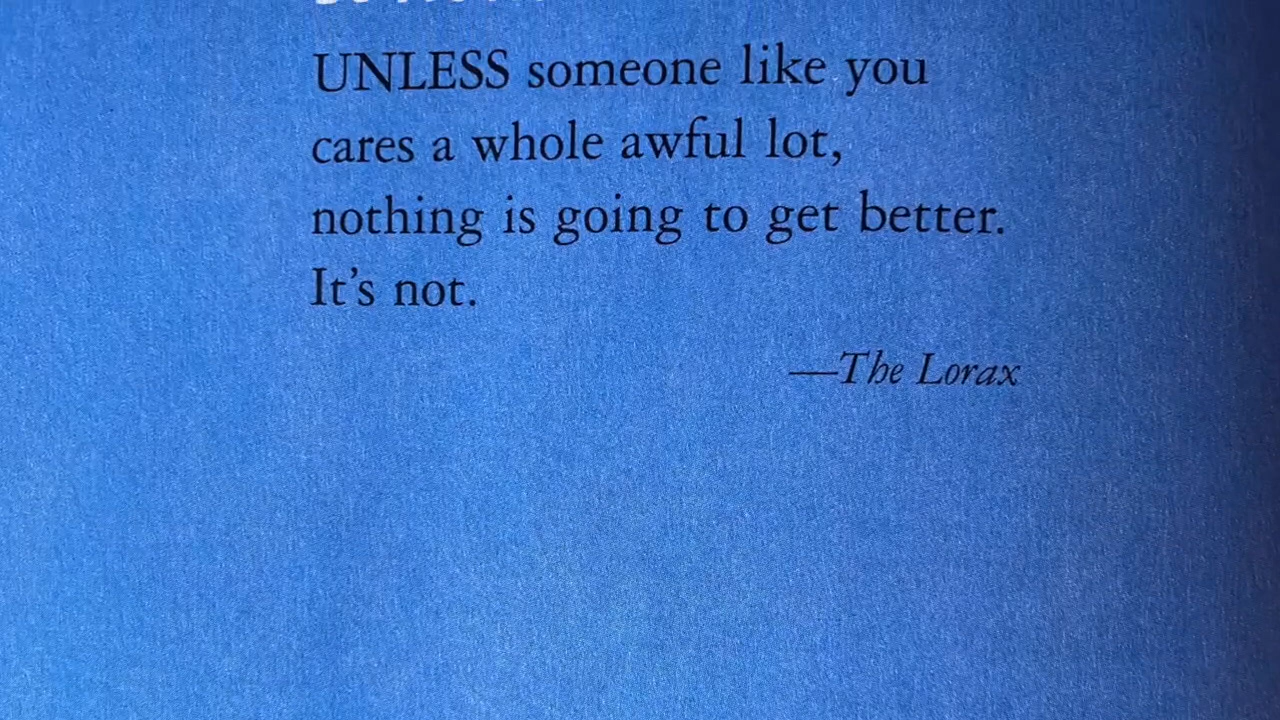 UNLESS someone like you
cares a whole awful lot,
nothing is going to get better.
It’s not.
—The Lorax